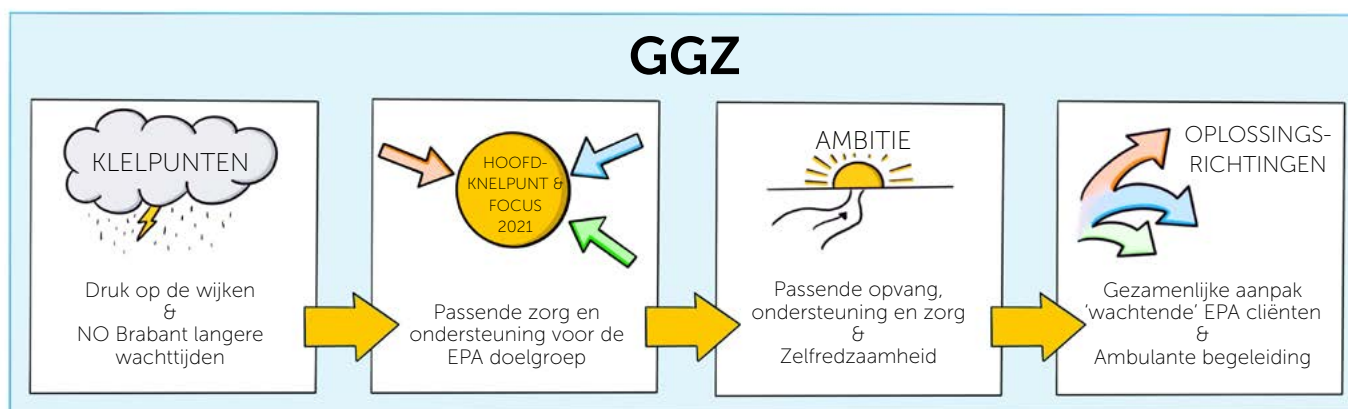 GGZ
KLELPUNTEN
Druk op de wijken
&
NO Brabant langere
wachttijden
HOOFD-
KNELPUNT &
FOCUS
2021
Passende zorg en
ondersteuning voor de
EPA doelgroep
AMBITIE
Passende opvang,
ondersteuning en zorg
&
Zelfredzaamheid
OPLOSSINGS-
RICHTINGEN
Gezamenlijke aanpak
'wachtende' EPA cliënten
&
Ambulante begeleiding